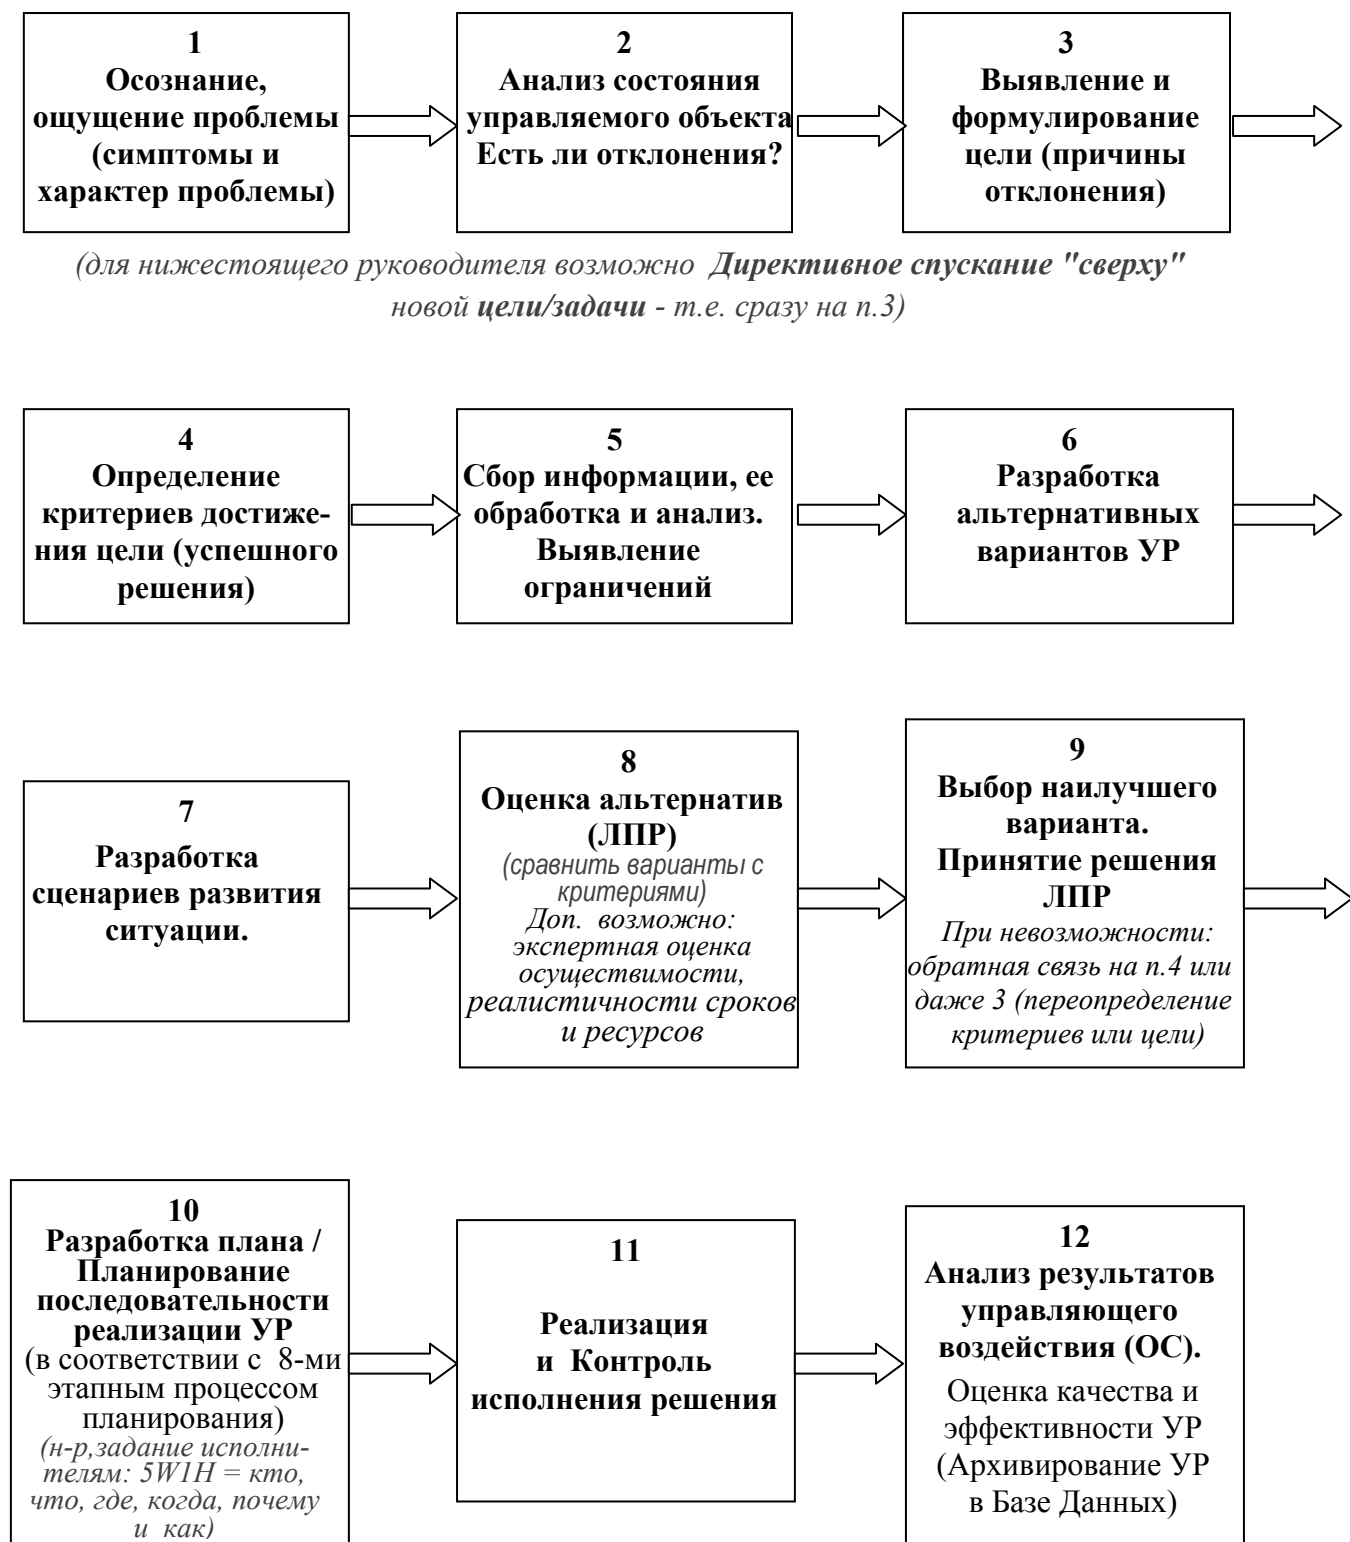 1
Осознание,
ощущение проблемы
(симптомы и
характер проблемы)
2
Анализ состояния
управляемого объекта
Есть ли отклонения?
3
Выявление и
формулирование
цели (причины
отклонения)
(для нижестоящего руководителя возможно Директивное спускание "сверху"
новой цели/задачи - т.е. сразу на п.3)
4
Определение
критериев достиже-
ния цели (успешного
решения)
5
Сбор информации, ее
обработка и анализ.
Выявление
ограничений
6
Разработка
альтернативных
вариантов УР
7
Разработка
сценариев развития
ситуации.
8
Оценка альтернатив
(ЛПР)
(сравнить варианты с
критериями)
Доп. возможно:
экспертная оценка
осуществимости,
реалистичности сроков
и ресурсов
9
Выбор наилучшего
варианта.
Принятие решения
ЛПР
При невозможности:
обратная связь на п.4 или
даже 3 (переопределение
критериев или цели)
10
Разработка плана /
Планирование
последовательности
реализации УР
(в соответствии с 8-ми
этапным процессом
планирования)
(н-р,задание исполни-
телям: 5W1H = кто,
что, где, когда, почему
и как)
11
Реализация
и Контроль
исполнения решения
12
Анализ результатов
управляющего
воздействия (ОС).
Оценка качества и
эффективности УР
(Архивирование УР
в Базе Данных)